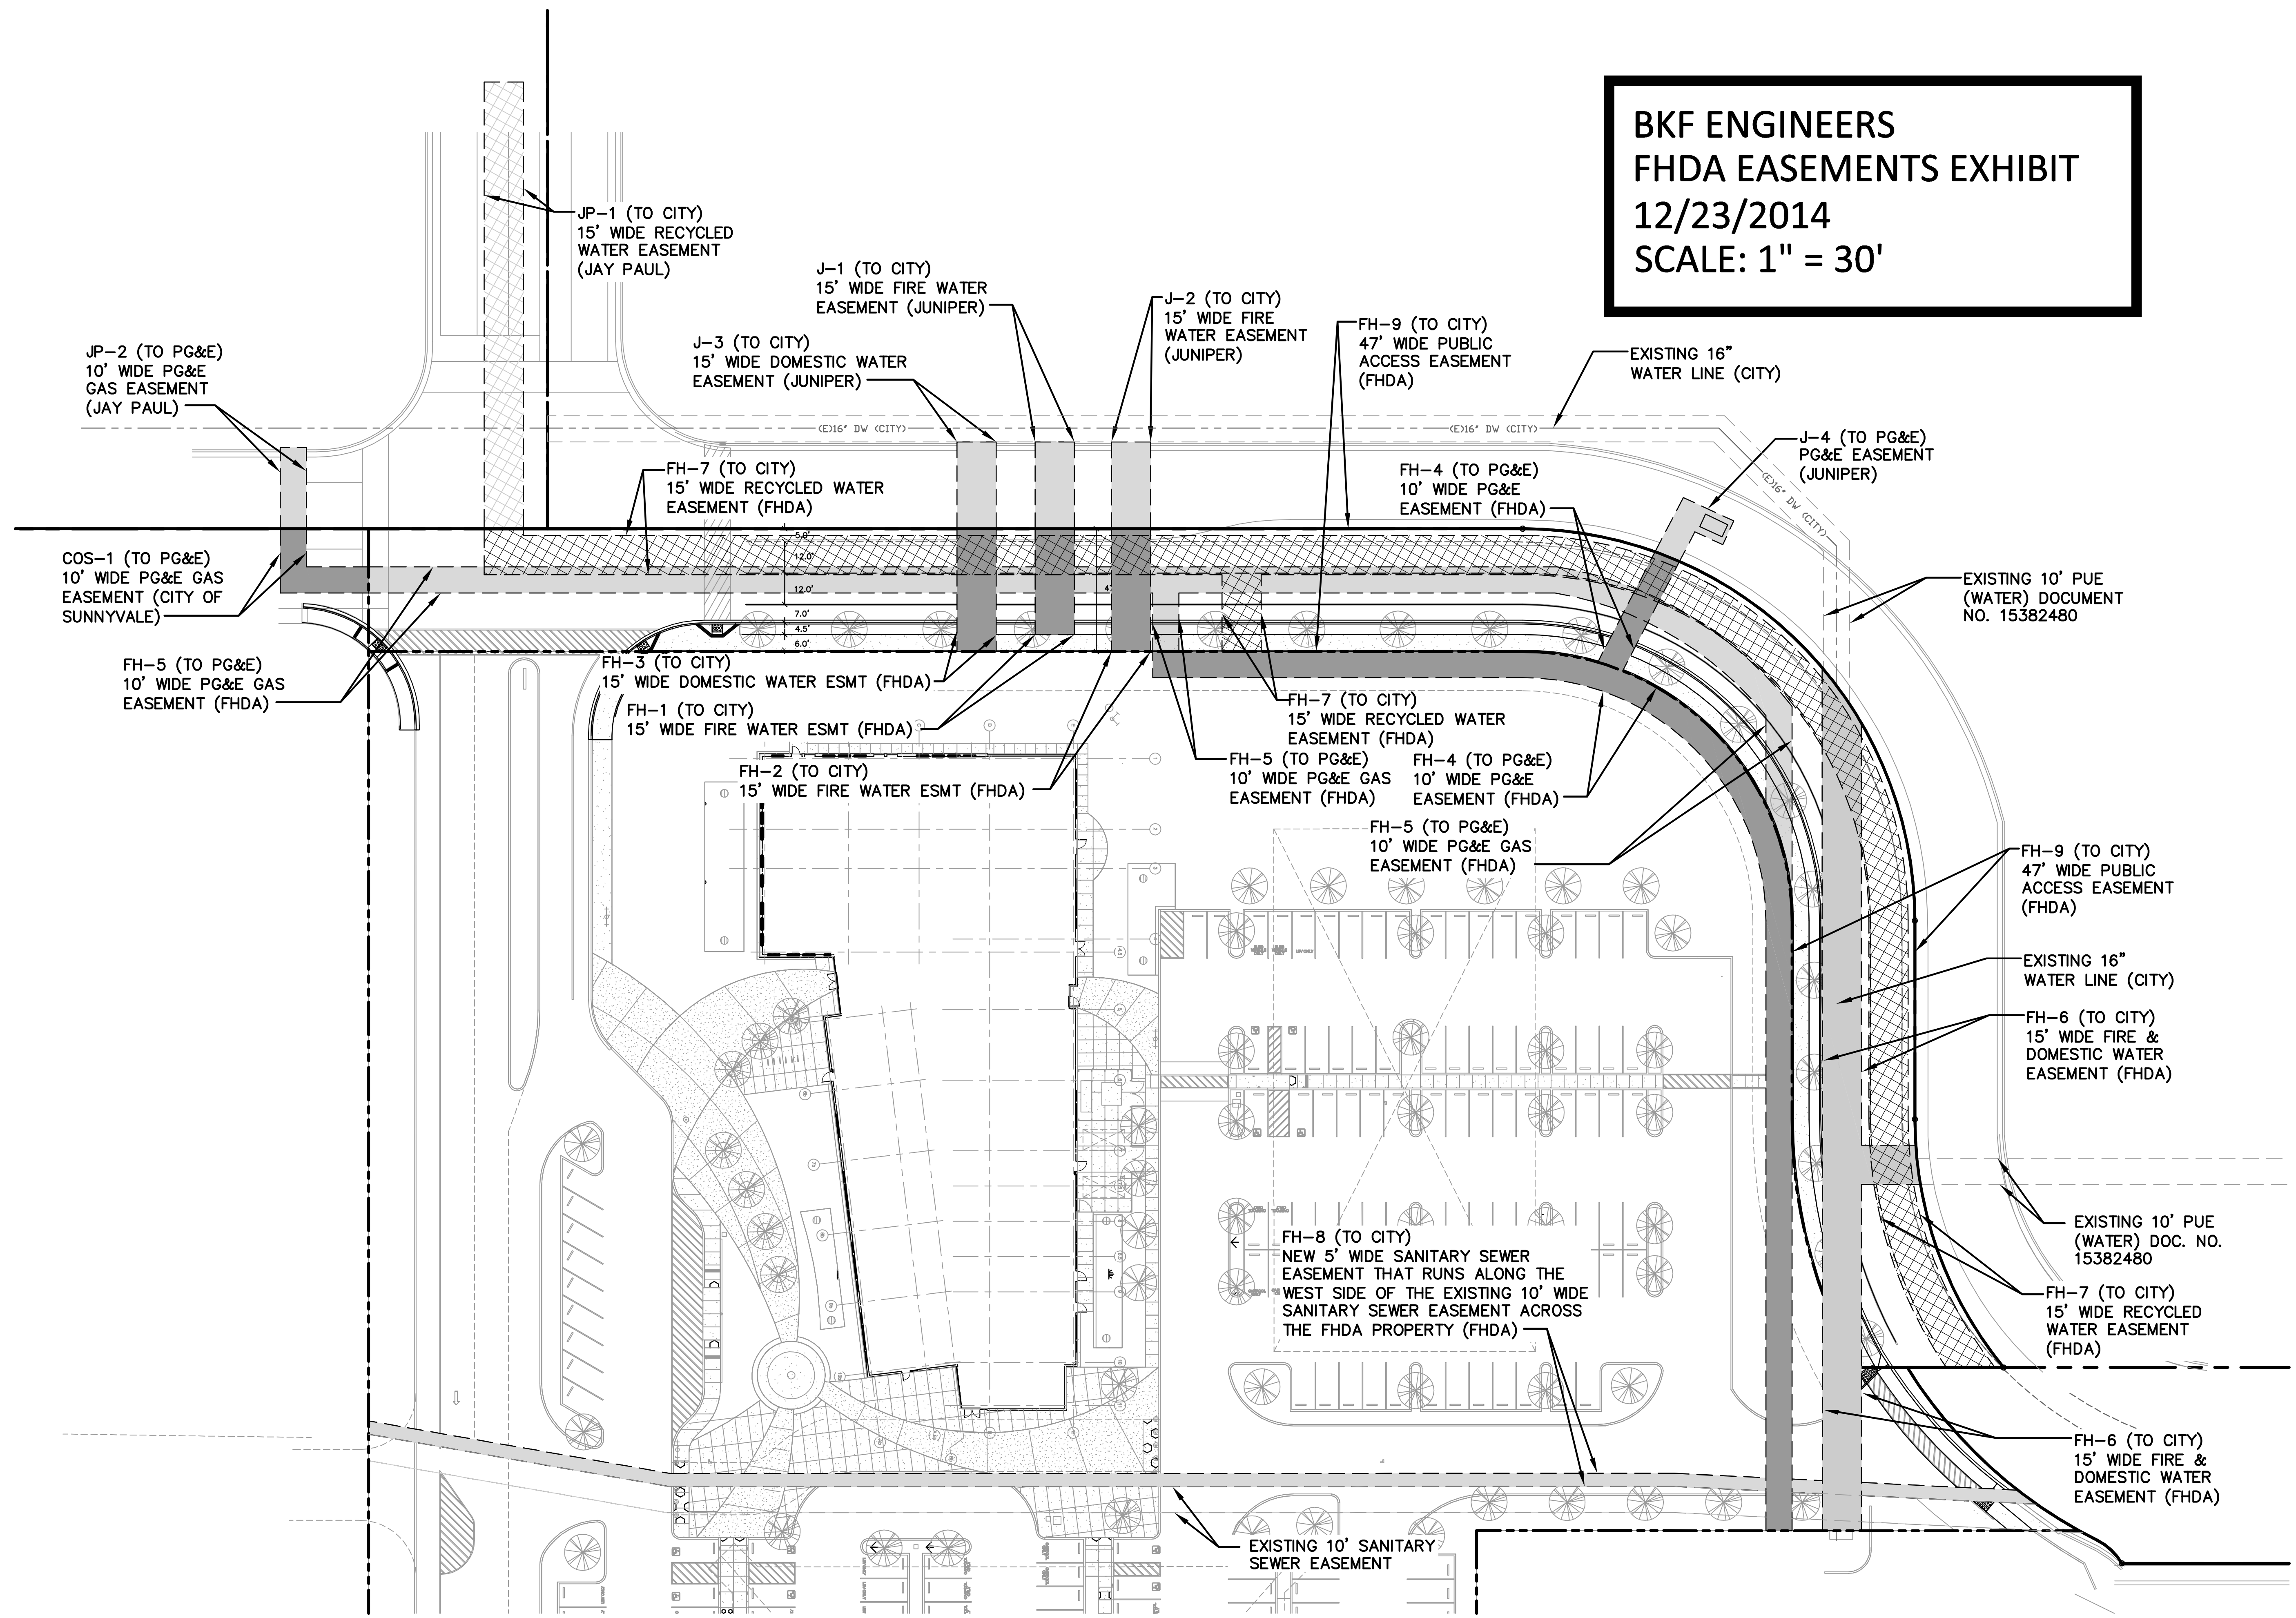 BKF ENGINEERS
FHDA EASEMENTS EXHIBIT
12/23/2014
SCALE: 1" = 30'
JP-1 (TO CITY)
15' WIDE RECYCLED
WATER EASEMENT
(JAY PAUL)
J-1 (TO CITY)
15' WIDE FIRE WATER
EASEMENT (JUNIPER)
J-2 (TO CITY)
15' WIDE FIRE
WATER EASEMENT
(JUNIPER)
FH-9 (TO CITY)
47' WIDE PUBLIC
ACCESS EASEMENT
(FHDA)
EXISTING 16"
WATER LINE (CITY)
J-3 (TO CITY)
15' WIDE DOMESTIC WATER
EASEMENT (JUNIPER)
JP-2 (TO PG&E)
10' WIDE PG&E
GAS EASEMENT
(JAY PAUL)
(E)16" DW (CITY)
(E)16" DW (CITY)
(E)16" DW (CITY)
J-4 (TO PG&E)
PG&E EASEMENT
(JUNIPER)
FH-7 (TO CITY)
15' WIDE RECYCLED WATER
EASEMENT (FHDA)
FH-4 (TO PG&E)
10' WIDE PG&E
EASEMENT (FHDA)
COS-1 (TO PG&E)
10' WIDE PG&E GAS
EASEMENT (CITY OF
SUNNYVALE)
5.0'
12.0'
12.0'
7.0'
4.5'
6.0'
EXISTING 10' PUE
(WATER) DOCUMENT
NO. 15382480
FH-5 (TO PG&E)
10' WIDE PG&E GAS
EASEMENT (FHDA)
FH-3 (TO CITY)
15' WIDE DOMESTIC WATER ESMT (FHDA)
FH-1 (TO CITY)
15' WIDE FIRE WATER ESMT (FHDA)
FH-2 (TO CITY)
15' WIDE FIRE WATER ESMT (FHDA)
FH-7 (TO CITY)
15' WIDE RECYCLED WATER
EASEMENT (FHDA)
FH-5 (TO PG&E)
10' WIDE PG&E GAS
EASEMENT (FHDA)
FH-4 (TO PG&E)
10' WIDE PG&E
EASEMENT (FHDA)
FH-5 (TO PG&E)
10' WIDE PG&E GAS
EASEMENT (FHDA)
FH-9 (TO CITY)
47' WIDE PUBLIC
ACCESS EASEMENT
(FHDA)
EXISTING 16"
WATER LINE (CITY)
FH-6 (TO CITY)
15' WIDE FIRE &
DOMESTIC WATER
EASEMENT (FHDA)
EXISTING 10' PUE
(WATER) DOC. NO.
15382480
FH-8 (TO CITY)
NEW 5' WIDE SANITARY SEWER
EASEMENT THAT RUNS ALONG THE
WEST SIDE OF THE EXISTING 10' WIDE
SANITARY SEWER EASEMENT ACROSS
THE FHDA PROPERTY (FHDA)
FH-7 (TO CITY)
15' WIDE RECYCLED
WATER EASEMENT
(FHDA)
FH-6 (TO CITY)
15' WIDE FIRE &
DOMESTIC WATER
EASEMENT (FHDA)
EXISTING 10' SANITARY
SEWER EASEMENT